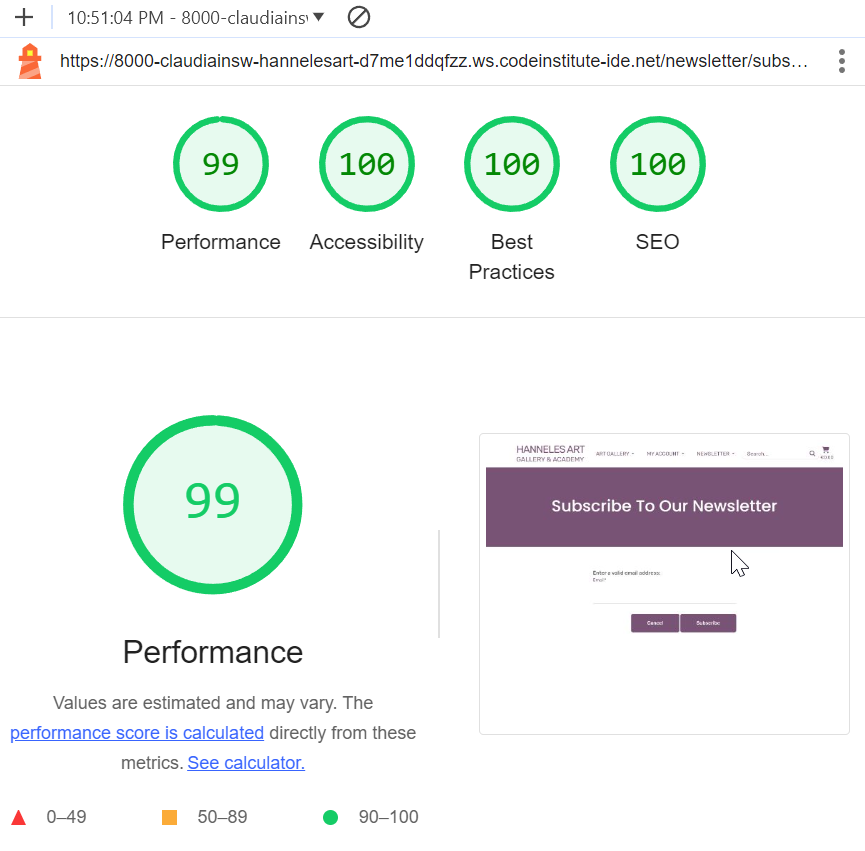 10:51:04 PM - 8000-claudiains
https://8000-claudiainsw-hannelesart-d7me1ddqfzz.ws.codeinstitute-ide.net/newsletter/subs…
99
100
100
100
Performance
Accessibility
Best
Practices
SEO
99
Performance
Values are estimated and may vary. The
performance score is calculated directly from these
metrics. See calculator.
0–49
50–89
90–100
HANNELES ART
GALLERY & ACADEMY
ART GALLERY
MY ACCOUNT
NEWSLETTER
Search...
Subscribe To Our Newsletter
Enter a valid email address:
Email*
Cancel
Subscribe